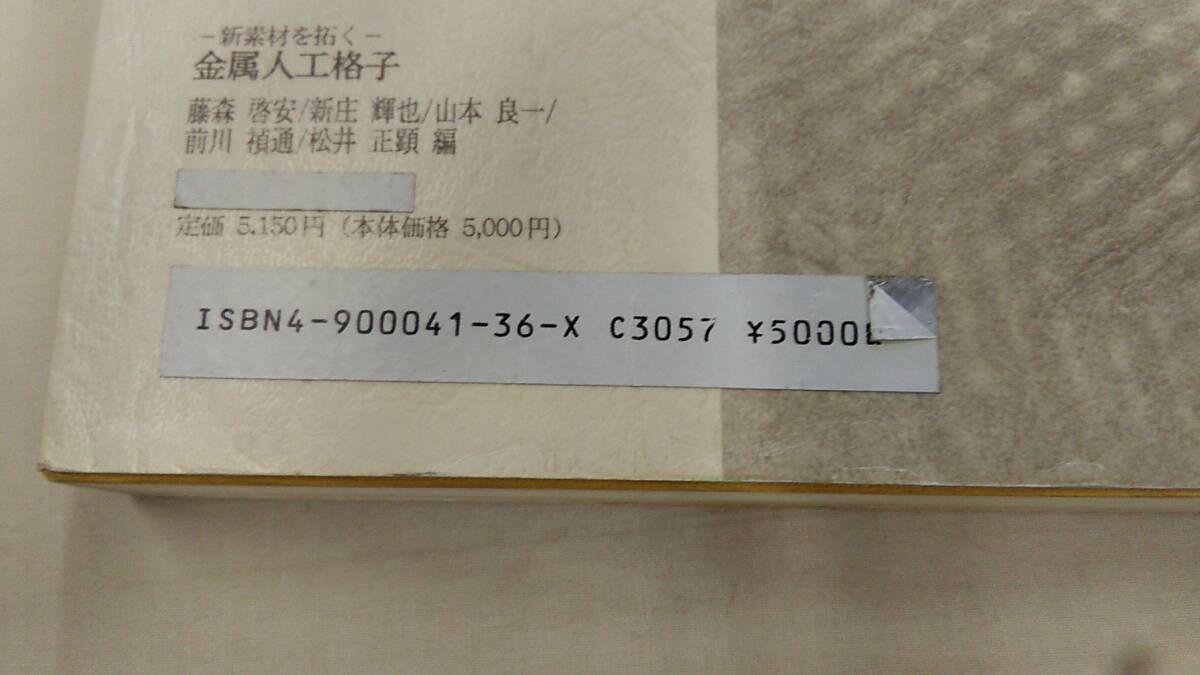 －新素材を拓く－
金属人工格子
藤森 啓安/新庄 輝也/山本 良一/
前川 禎通/松井 正顕 編
定価 5,150円（本体価格 5,000円）
ISBN4-900041-36-X C3057 ¥5000E